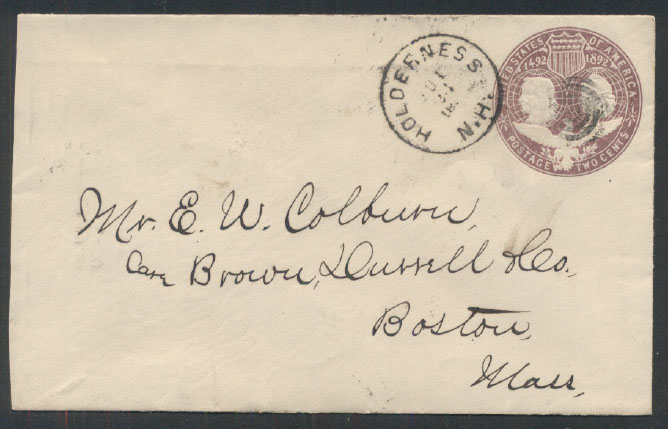 UNITED STATES OF AMERICA
1492 1892
POSTAGE TWO CENTS
HOLDERNESS N.H.
Mr. E. W. Colburn,
Care Brown, Durrell & Co.,
Boston,
Mass,